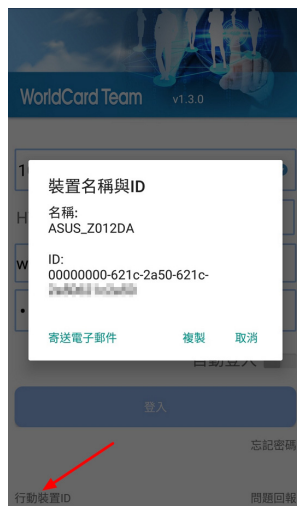 WorldCard Team v1.3.0
裝置名稱與ID
名稱:
ASUS_Z012DA
ID:
00000000-621c-2a50-621c-
寄送電子郵件 複製 取消
自動登入
登入
忘記密碼
行動裝置ID 問題回報